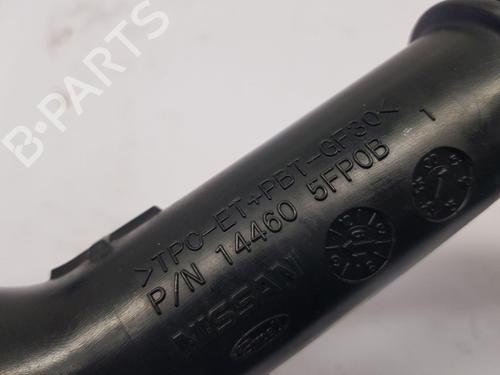 B-PARTS
>TPC-ET+PBT-GF30<
P/N 14460 5FP0B 1
NISSAN